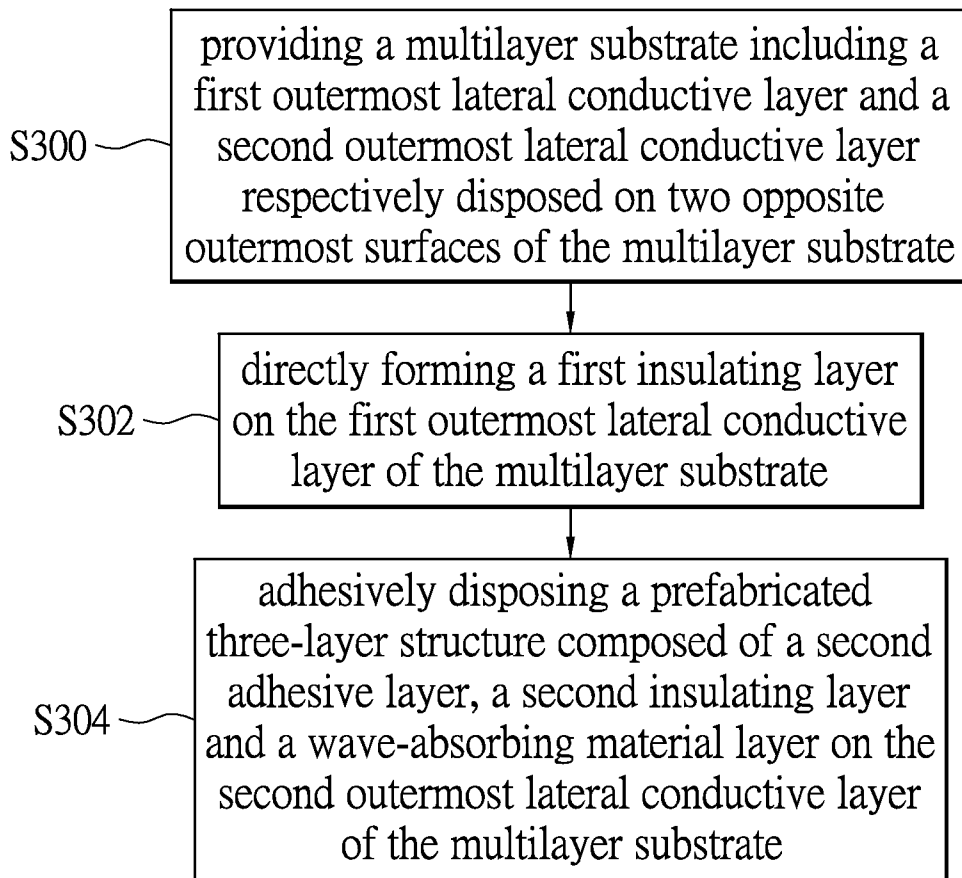 providing a multilayer substrate including a
first outermost lateral conductive layer and a
second outermost lateral conductive layer
respectively disposed on two opposite
outermost surfaces of the multilayer substrate
S300
directly forming a first insulating layer
on the first outermost lateral conductive
layer of the multilayer substrate
S302
adhesively disposing a prefabricated
three-layer structure composed of a second
adhesive layer, a second insulating layer
and a wave-absorbing material layer on the
second outermost lateral conductive layer
of the multilayer substrate
S304